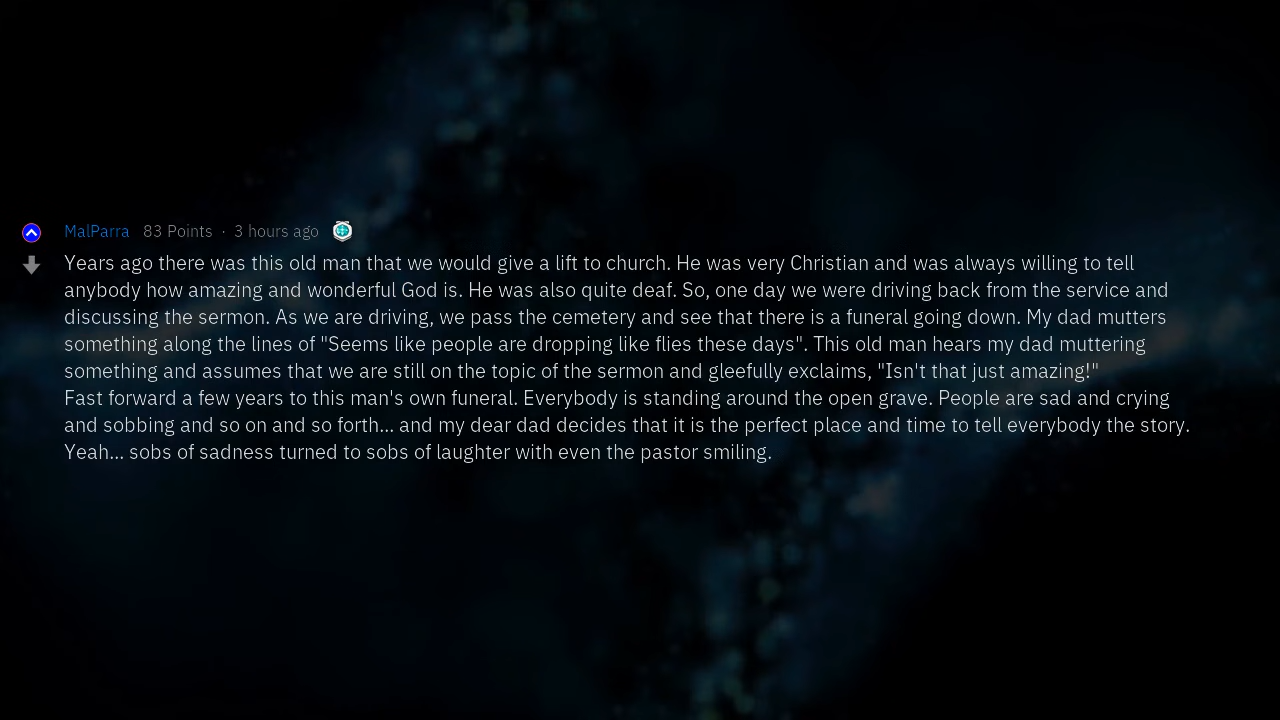 MalParra 83 Points · 3 hours ago
Years ago there was this old man that we would give a lift to church. He was very Christian and was always willing to tell
anybody how amazing and wonderful God is. He was also quite deaf. So, one day we were driving back from the service and
discussing the sermon. As we are driving, we pass the cemetery and see that there is a funeral going down. My dad mutters
something along the lines of "Seems like people are dropping like flies these days". This old man hears my dad muttering
something and assumes that we are still on the topic of the sermon and gleefully exclaims, "Isn't that just amazing!"
Fast forward a few years to this man's own funeral. Everybody is standing around the open grave. People are sad and crying
and sobbing and so on and so forth... and my dear dad decides that it is the perfect place and time to tell everybody the story.
Yeah... sobs of sadness turned to sobs of laughter with even the pastor smiling.